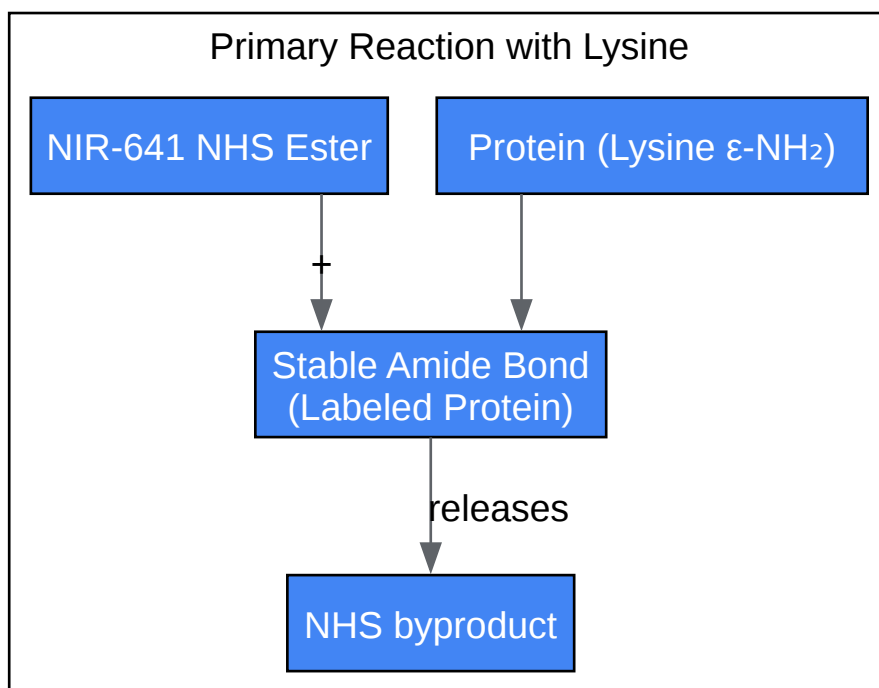 Primary Reaction with Lysine
NIR-641 NHS Ester
Protein (Lysine ε-NH₂)
+
Stable Amide Bond
(Labeled Protein)
releases
NHS byproduct